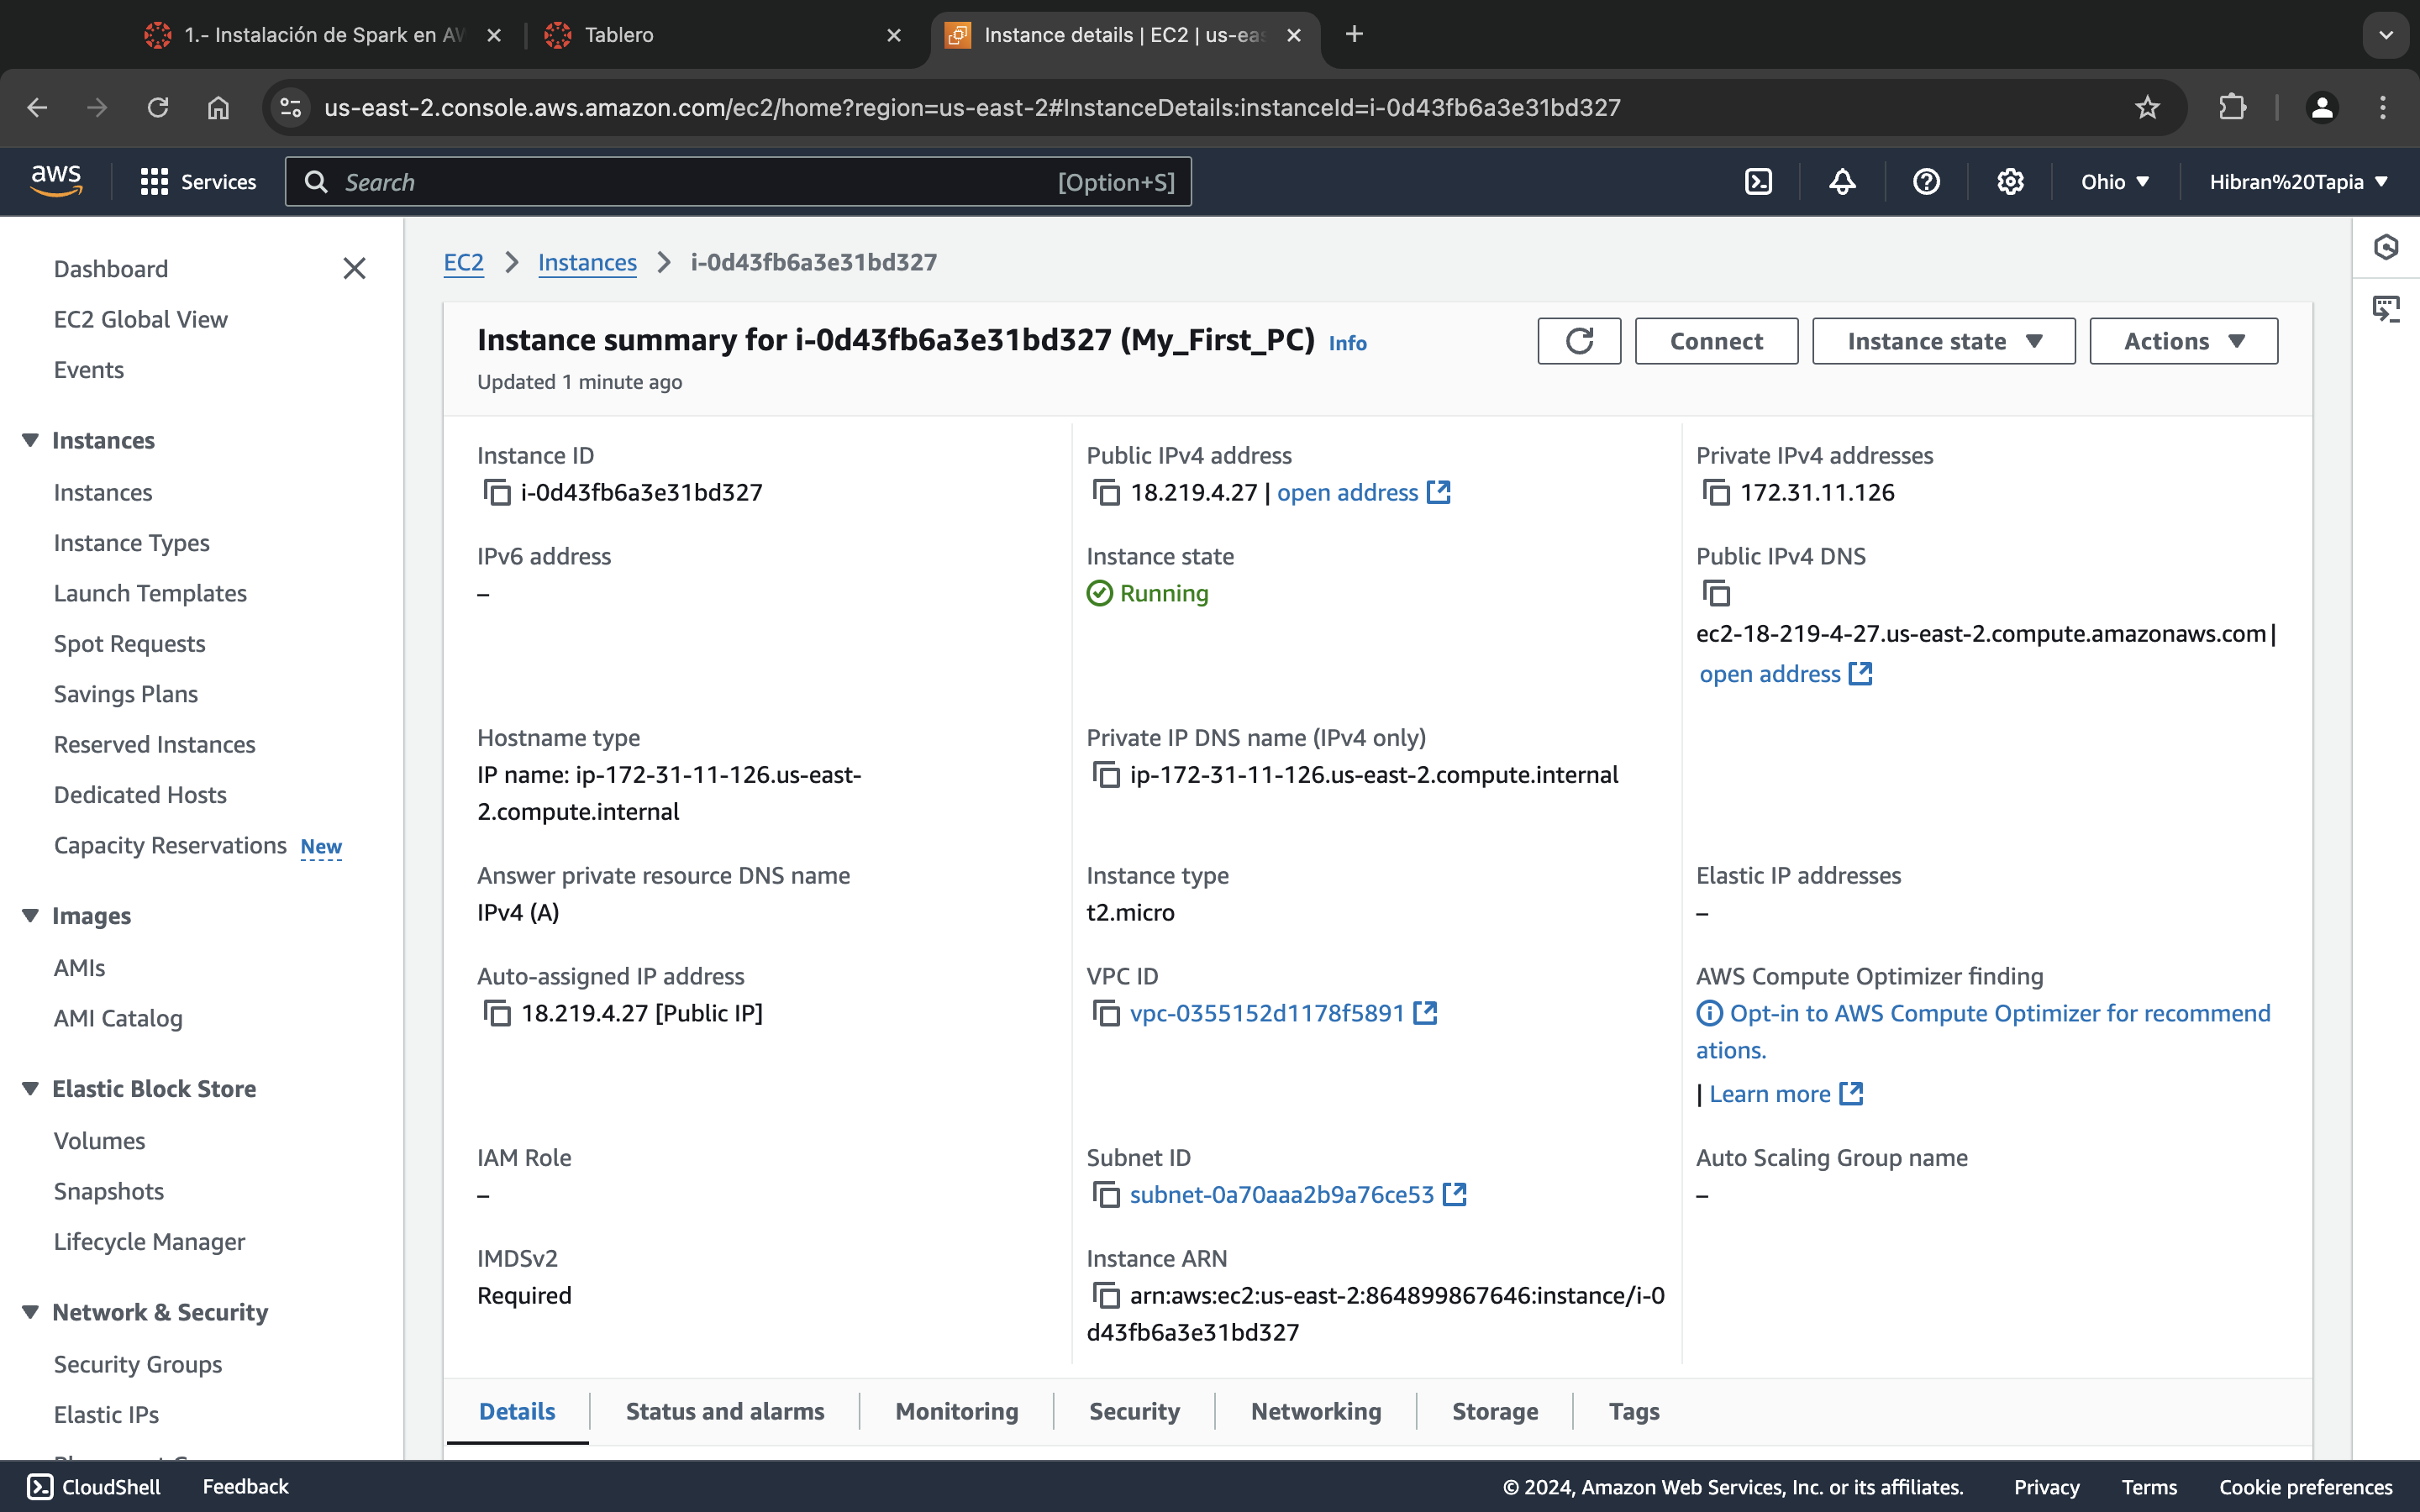 1.- Instalación de Spark en AW
Tablero
Instance details | EC2 | us-eas
us-east-2.console.aws.amazon.com/ec2/home?region=us-east-2#InstanceDetails:instanceId=i-0d43fb6a3e31bd327
aws
Services
Search
[Option+S]
Ohio
Hibran%20Tapia
Dashboard
EC2 Global View
Events
Instances
Instances
Instance Types
Launch Templates
Spot Requests
Savings Plans
Reserved Instances
Dedicated Hosts
Capacity Reservations New
Images
AMIs
AMI Catalog
Elastic Block Store
Volumes
Snapshots
Lifecycle Manager
Network & Security
Security Groups
Elastic IPs
EC2 > Instances > i-0d43fb6a3e31bd327
Instance summary for i-0d43fb6a3e31bd327 (My_First_PC) Info
Updated 1 minute ago
Connect
Instance state
Actions
Instance ID
i-0d43fb6a3e31bd327
Public IPv4 address
18.219.4.27 | open address
Private IPv4 addresses
172.31.11.126
IPv6 address
–
Instance state
Running
Public IPv4 DNS
ec2-18-219-4-27.us-east-2.compute.amazonaws.com |
open address
Hostname type
IP name: ip-172-31-11-126.us-east-
2.compute.internal
Private IP DNS name (IPv4 only)
ip-172-31-11-126.us-east-2.compute.internal
Answer private resource DNS name
IPv4 (A)
Instance type
t2.micro
Elastic IP addresses
–
Auto-assigned IP address
18.219.4.27 [Public IP]
VPC ID
vpc-0355152d1178f5891
AWS Compute Optimizer finding
Opt-in to AWS Compute Optimizer for recommend
ations.
| Learn more
IAM Role
–
Subnet ID
subnet-0a70aaa2b9a76ce53
Auto Scaling Group name
–
IMDSv2
Required
Instance ARN
arn:aws:ec2:us-east-2:864899867646:instance/i-0
d43fb6a3e31bd327
Details
Status and alarms
Monitoring
Security
Networking
Storage
Tags
CloudShell
Feedback
© 2024, Amazon Web Services, Inc. or its affiliates.
Privacy
Terms
Cookie preferences